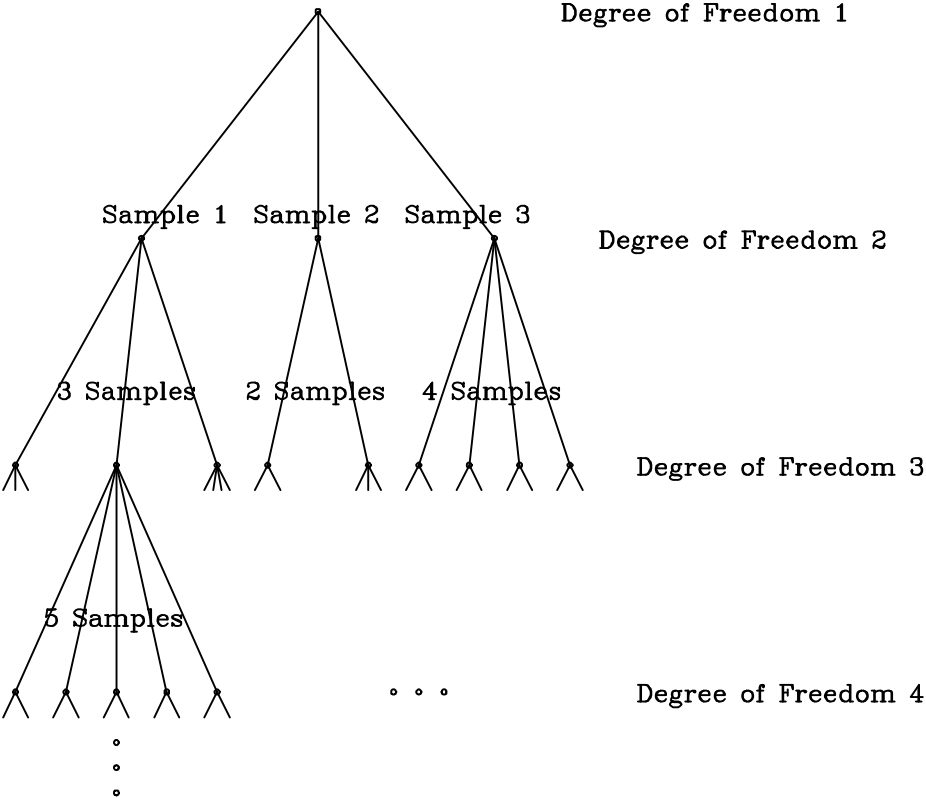 Degree of Freedom 1
Sample 1
Sample 2
Sample 3
Degree of Freedom 2
3 Samples
2 Samples
4 Samples
Degree of Freedom 3
5 Samples
Degree of Freedom 4